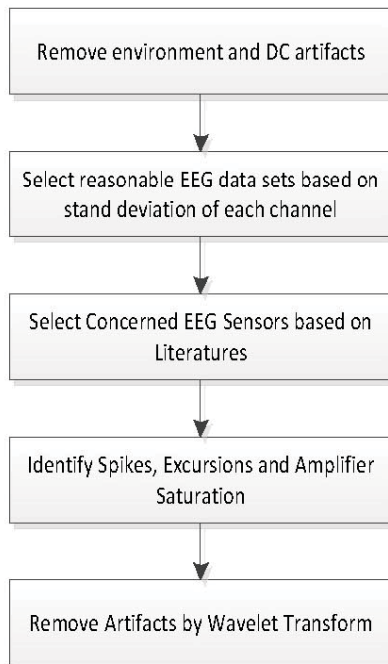 Remove environment and DC artifacts
Select reasonable EEG data sets based on
stand deviation of each channel
Select Concerned EEG Sensors based on
Literatures
Identify Spikes, Excursions and Amplifier
Saturation
Remove Artifacts by Wavelet Transform